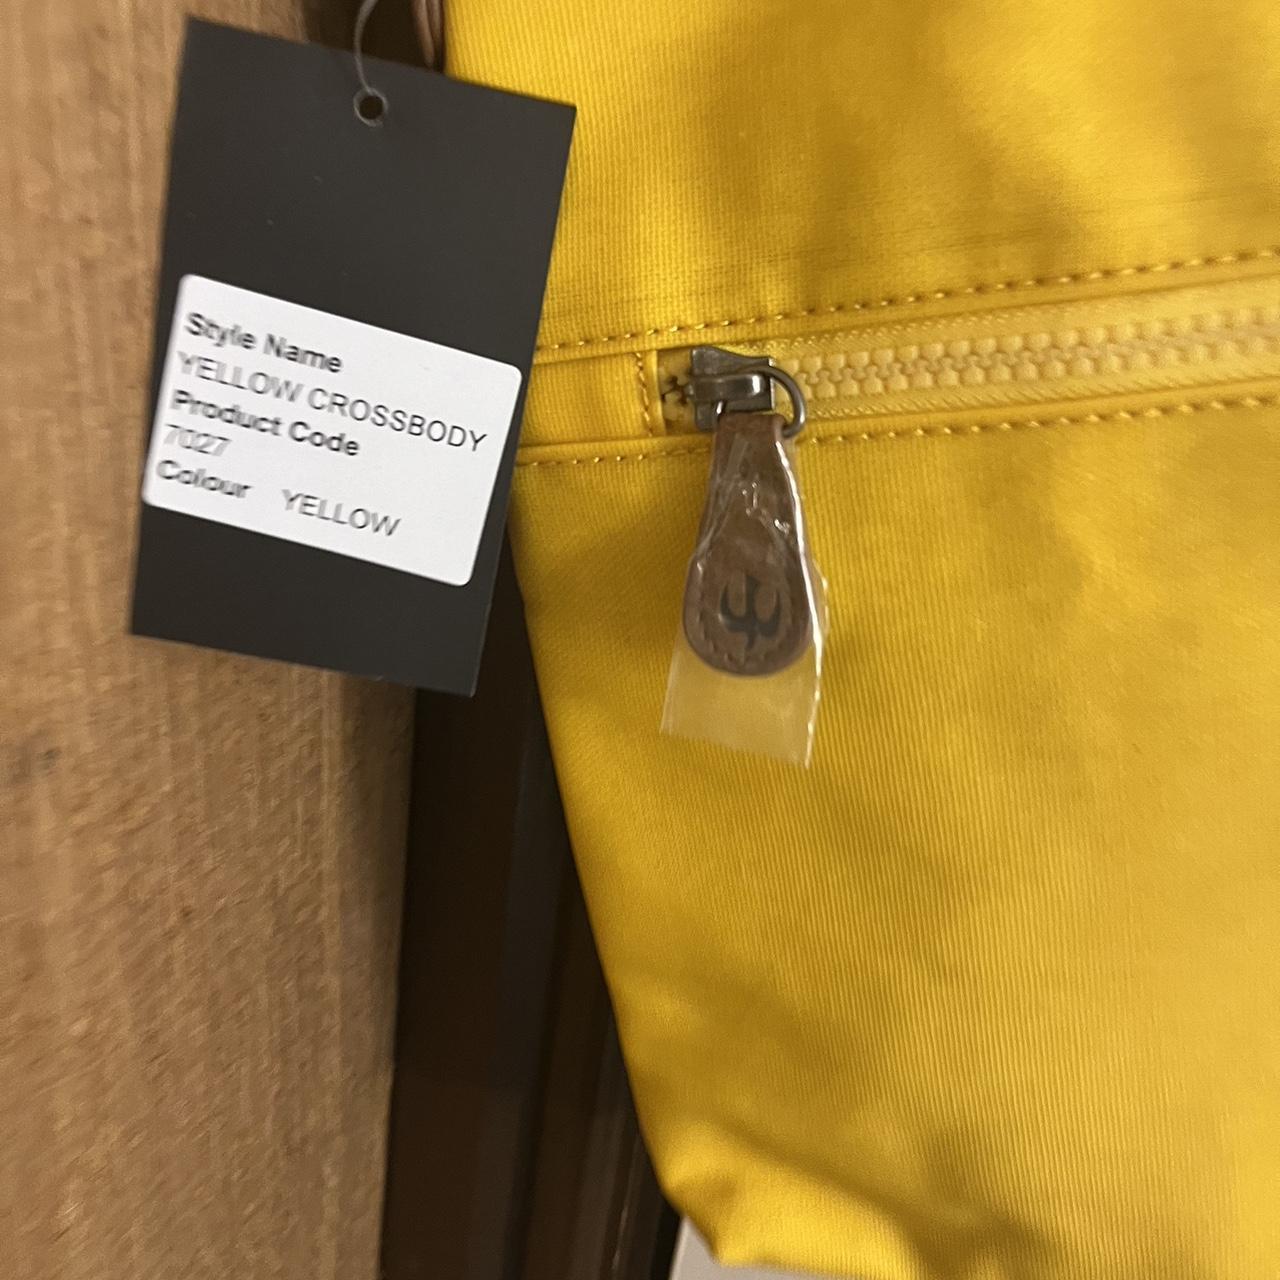 Style Name
YELLOW CROSSBODY
Product Code
7027
Colour YELLOW